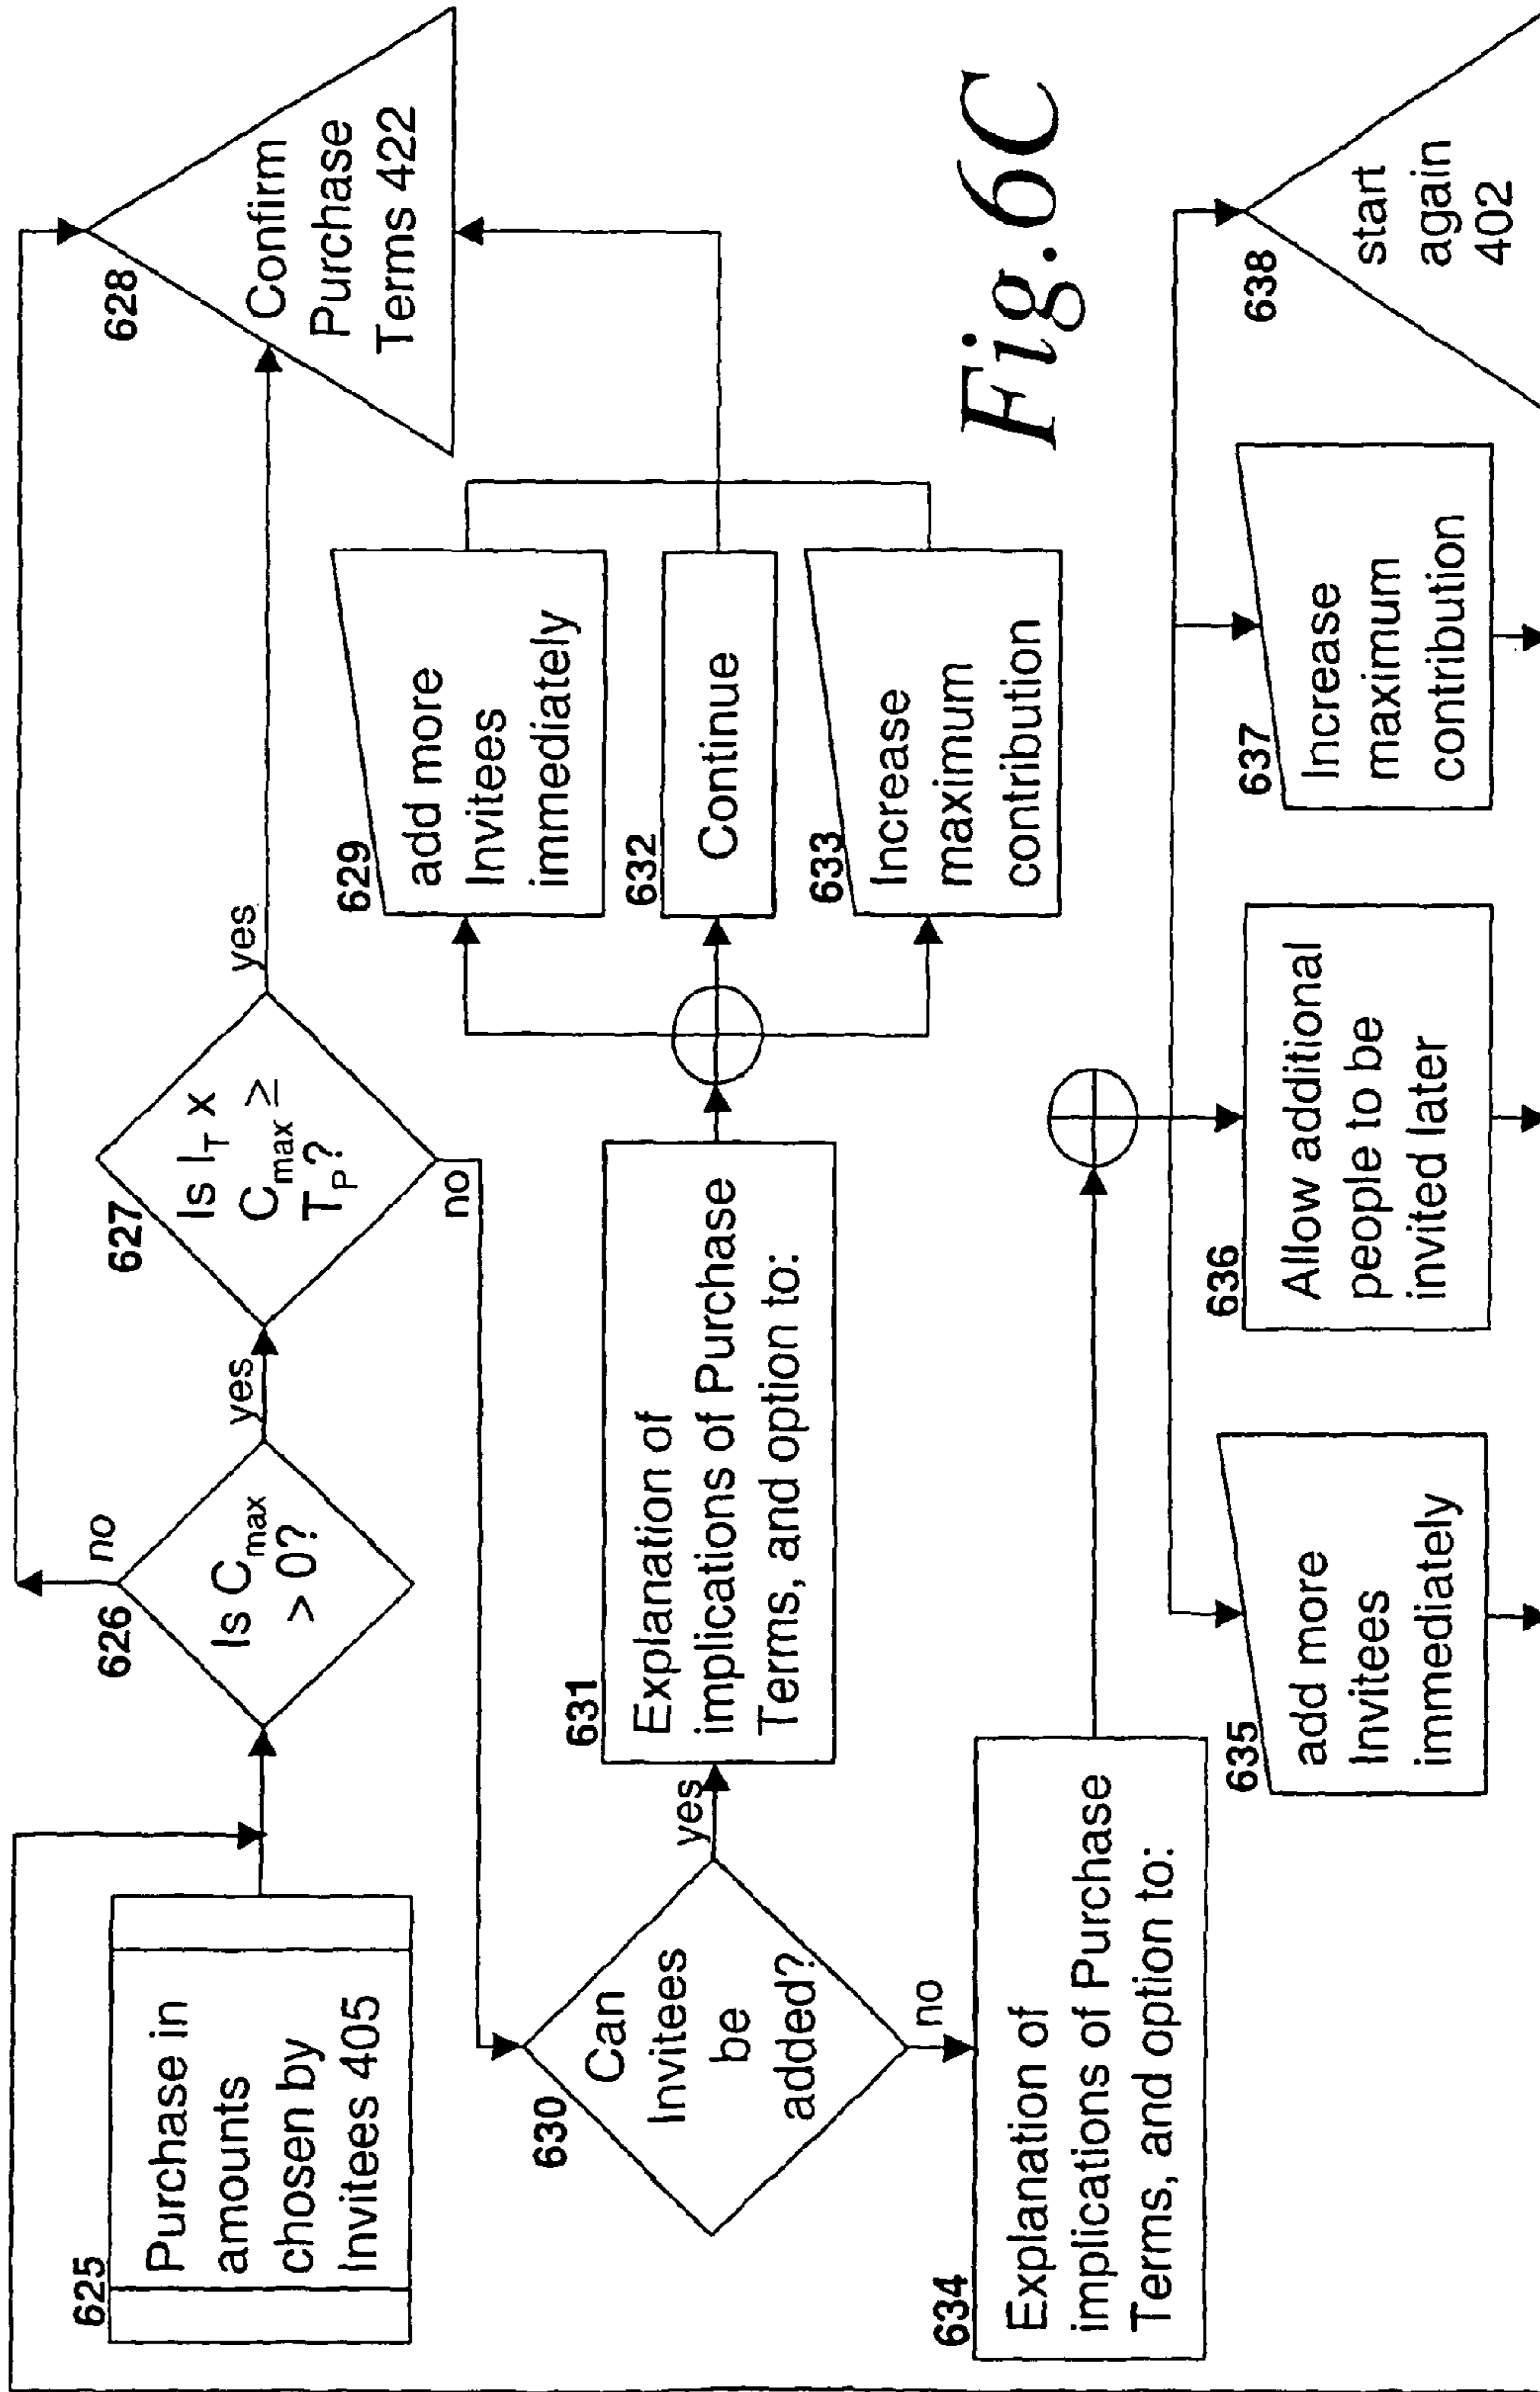 625
Purchase in
amounts
chosen by
Invitees 405
626
Is Cmax
> 0?
no
yes
627
Is IT x
Cmax ≥
TP?
yes
no
628
Confirm
Purchase
Terms 422
630
Can
Invitees
be
added?
yes
no
631
Explanation of
implications of Purchase
Terms, and option to:
629
add more
Invitees
immediately
632
Continue
633
Increase
maximum
contribution
634
Explanation of
implications of Purchase
Terms, and option to:
635
add more
Invitees
immediately
636
Allow additional
people to be
invited later
637
Increase
maximum
contribution
638
start
again
402
Fig. 6C